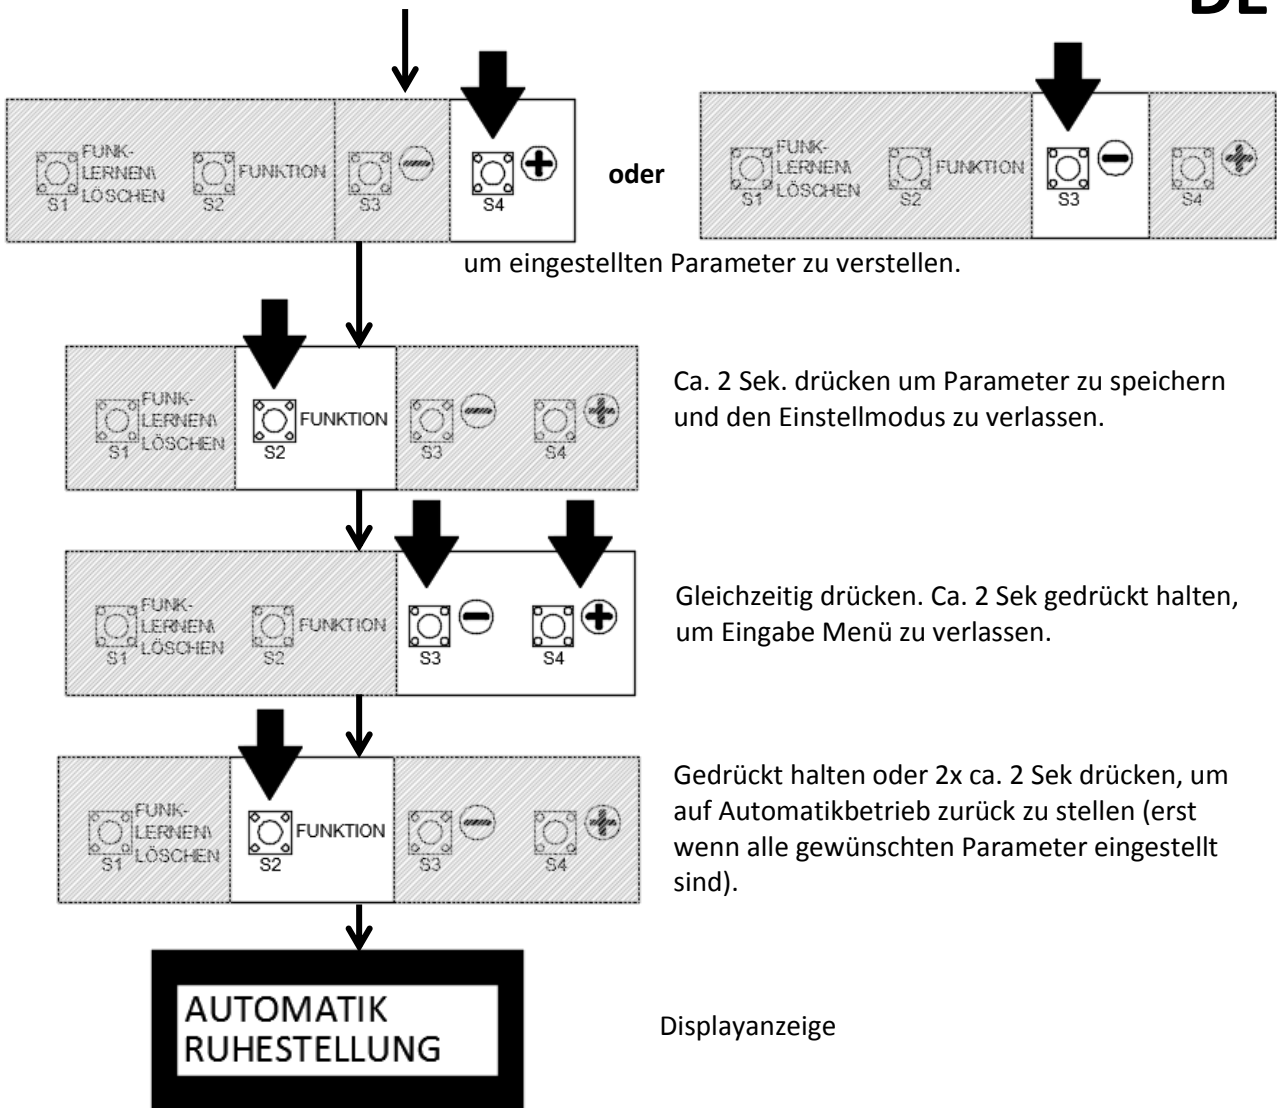 DE
FUNK-
LERNEN\
LÖSCHEN
S1
FUNKTION
S2
S3
S4
oder
FUNK-
LERNEN\
LÖSCHEN
S1
FUNKTION
S2
S3
S4
um eingestellten Parameter zu verstellen.
FUNK-
LERNEN\
LÖSCHEN
S1
FUNKTION
S2
S3
S4
Ca. 2 Sek. drücken um Parameter zu speichern
und den Einstellmodus zu verlassen.
FUNK-
LERNEN\
LÖSCHEN
S1
FUNKTION
S2
S3
S4
Gleichzeitig drücken. Ca. 2 Sek gedrückt halten,
um Eingabe Menü zu verlassen.
FUNK-
LERNEN\
LÖSCHEN
S1
FUNKTION
S2
S3
S4
Gedrückt halten oder 2x ca. 2 Sek drücken, um
auf Automatikbetrieb zurück zu stellen (erst
wenn alle gewünschten Parameter eingestellt
sind).
AUTOMATIK
RUHESTELLUNG
Displayanzeige